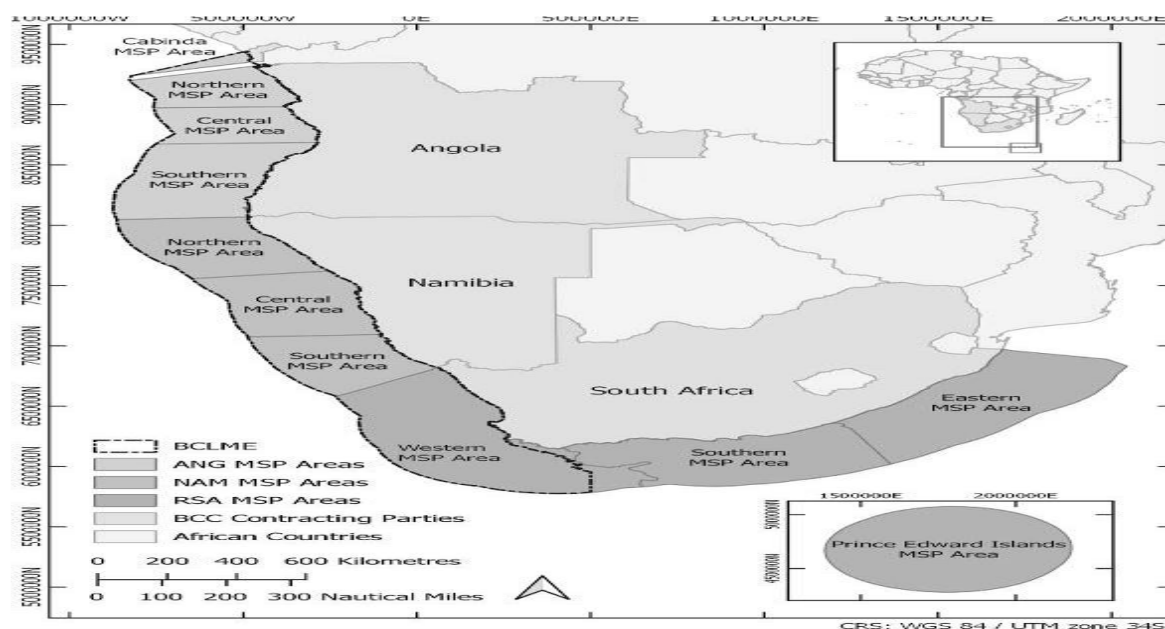 1000000W 500000W 0E 500000E 1000000E 1500000E 2000000E
9500000N
9000000N
8500000N
8000000N
7500000N
7000000N
6500000N
6000000N
5500000N
5000000N
Cabinda
MSP Area
Northern
MSP Area
Central
MSP Area
Southern
MSP Area
Northern
MSP Area
Central
MSP Area
Southern
MSP Area
Western
MSP Area
Southern
MSP Area
Eastern
MSP Area
Angola
Namibia
South Africa
BCLME
ANG MSP Areas
NAM MSP Areas
RSA MSP Areas
BCC Contracting Parties
African Countries
0 200 400 600 Kilometres
0 100 200 300 Nautical Miles
1500000E 2000000E
5000000N
4500000N
Prince Edward Islands
MSP Area
CRS: WGS 84 / UTM zone 34S